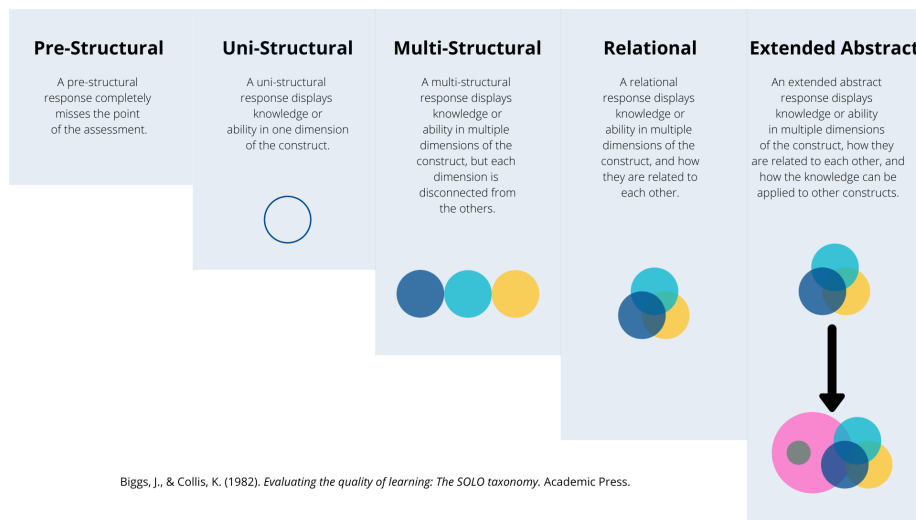 Pre-Structural
A pre-structural
response completely
misses the point
of the assessment.
Uni-Structural
A uni-structural
response displays
knowledge or
ability in one dimension
of the construct.
Multi-Structural
A multi-structural
response displays
knowledge or
ability in multiple
dimensions of the
construct, but each
dimension is
disconnected from
the others.
Relational
A relational
response displays
knowledge or
ability in multiple
dimensions of the
construct, and how
they are related to
each other.
Extended Abstract
An extended abstract
response displays
knowledge or ability
in multiple dimensions
of the construct, how they
are related to each other, and
how the knowledge can be
applied to other constructs.
Biggs, J., & Collis, K. (1982). Evaluating the quality of learning: The SOLO taxonomy. Academic Press.